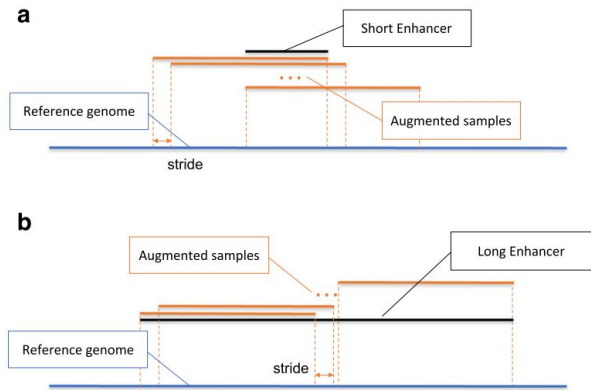 a
Short Enhancer
Reference genome
Augmented samples
stride
b
Augmented samples
Long Enhancer
Reference genome
stride